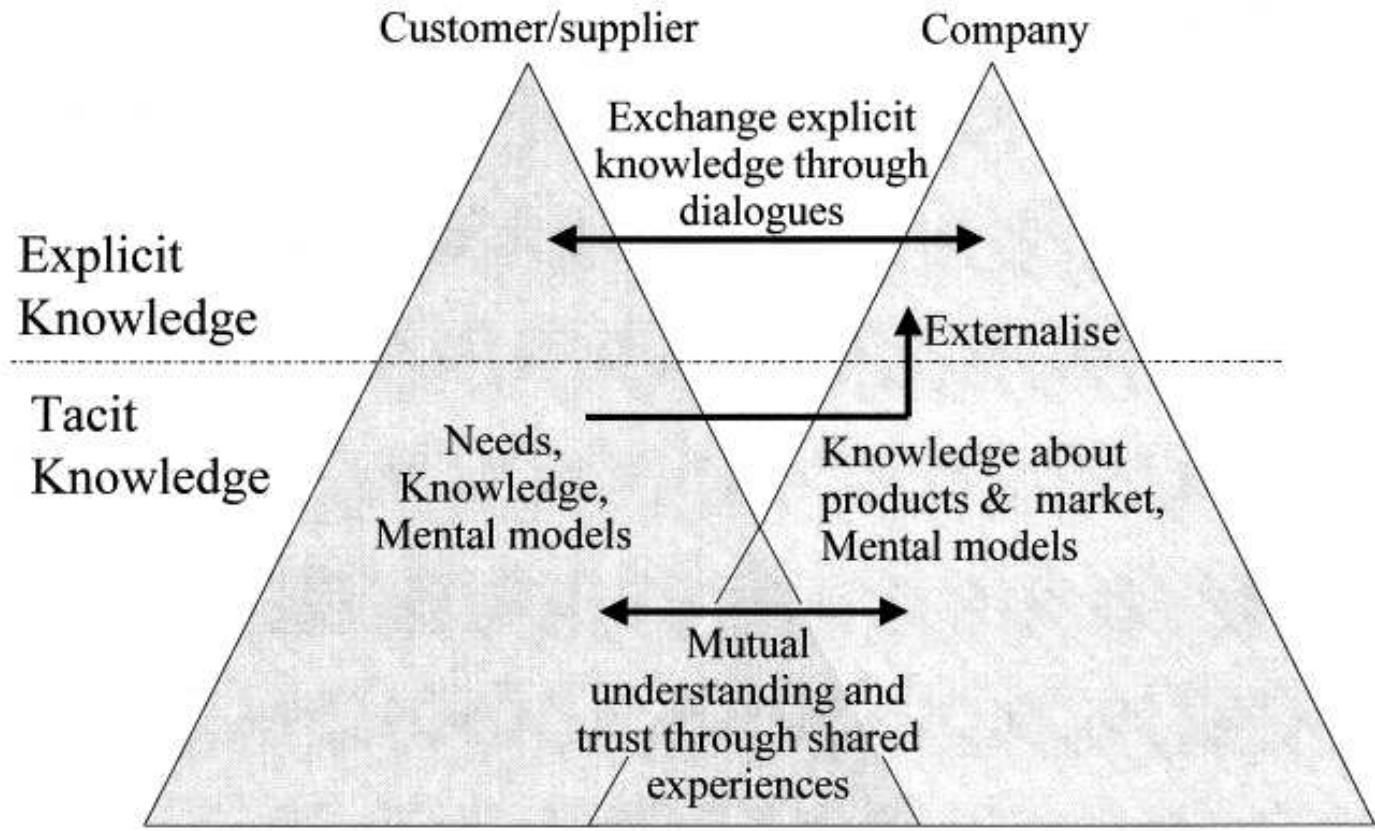 Customer/supplier
Company
Exchange explicit
knowledge through
dialogues
Explicit
Knowledge
Externalise
Tacit
Knowledge
Needs,
Knowledge,
Mental models
Knowledge about
products & market,
Mental models
Mutual
understanding and
trust through shared
experiences